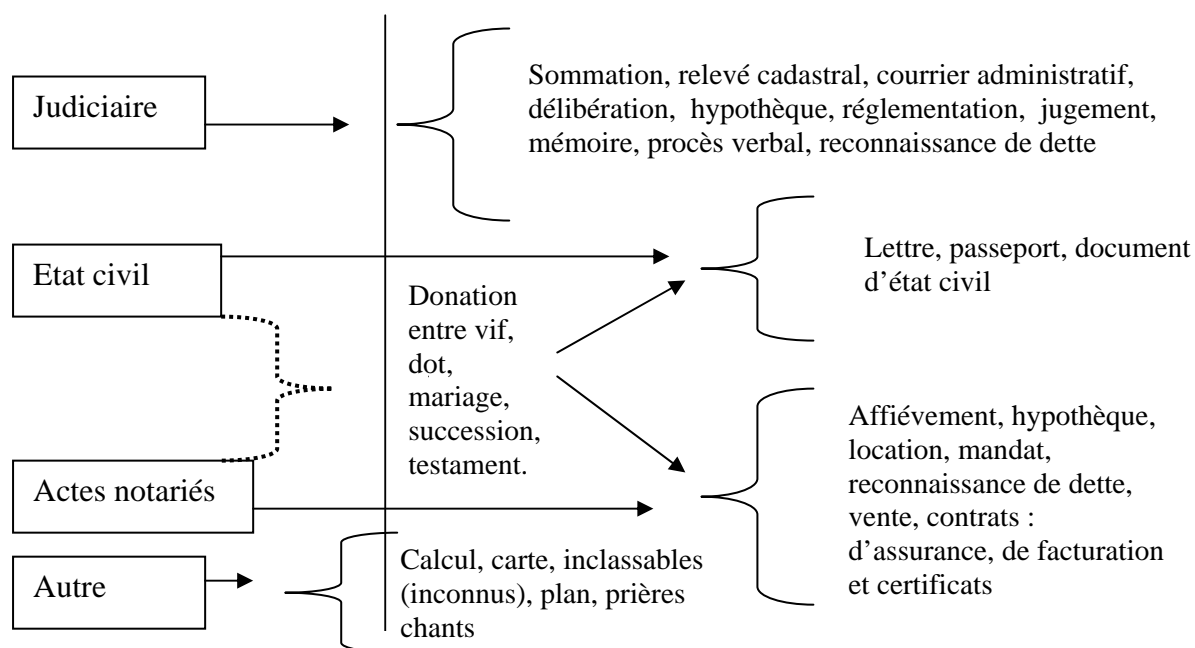 Judiciaire
Sommation, relevé cadastral, courrier administratif,
délibération, hypothèque, réglementation, jugement,
mémoire, procès verbal, reconnaissance de dette
Etat civil
Lettre, passeport, document
d’état civil
Donation
entre vif,
dot,
mariage,
succession,
testament.
Actes notariés
Affiévement, hypothèque,
location, mandat,
reconnaissance de dette,
vente, contrats :
d’assurance, de facturation
et certificats
Autre
Calcul, carte, inclassables
(inconnus), plan, prières
chants